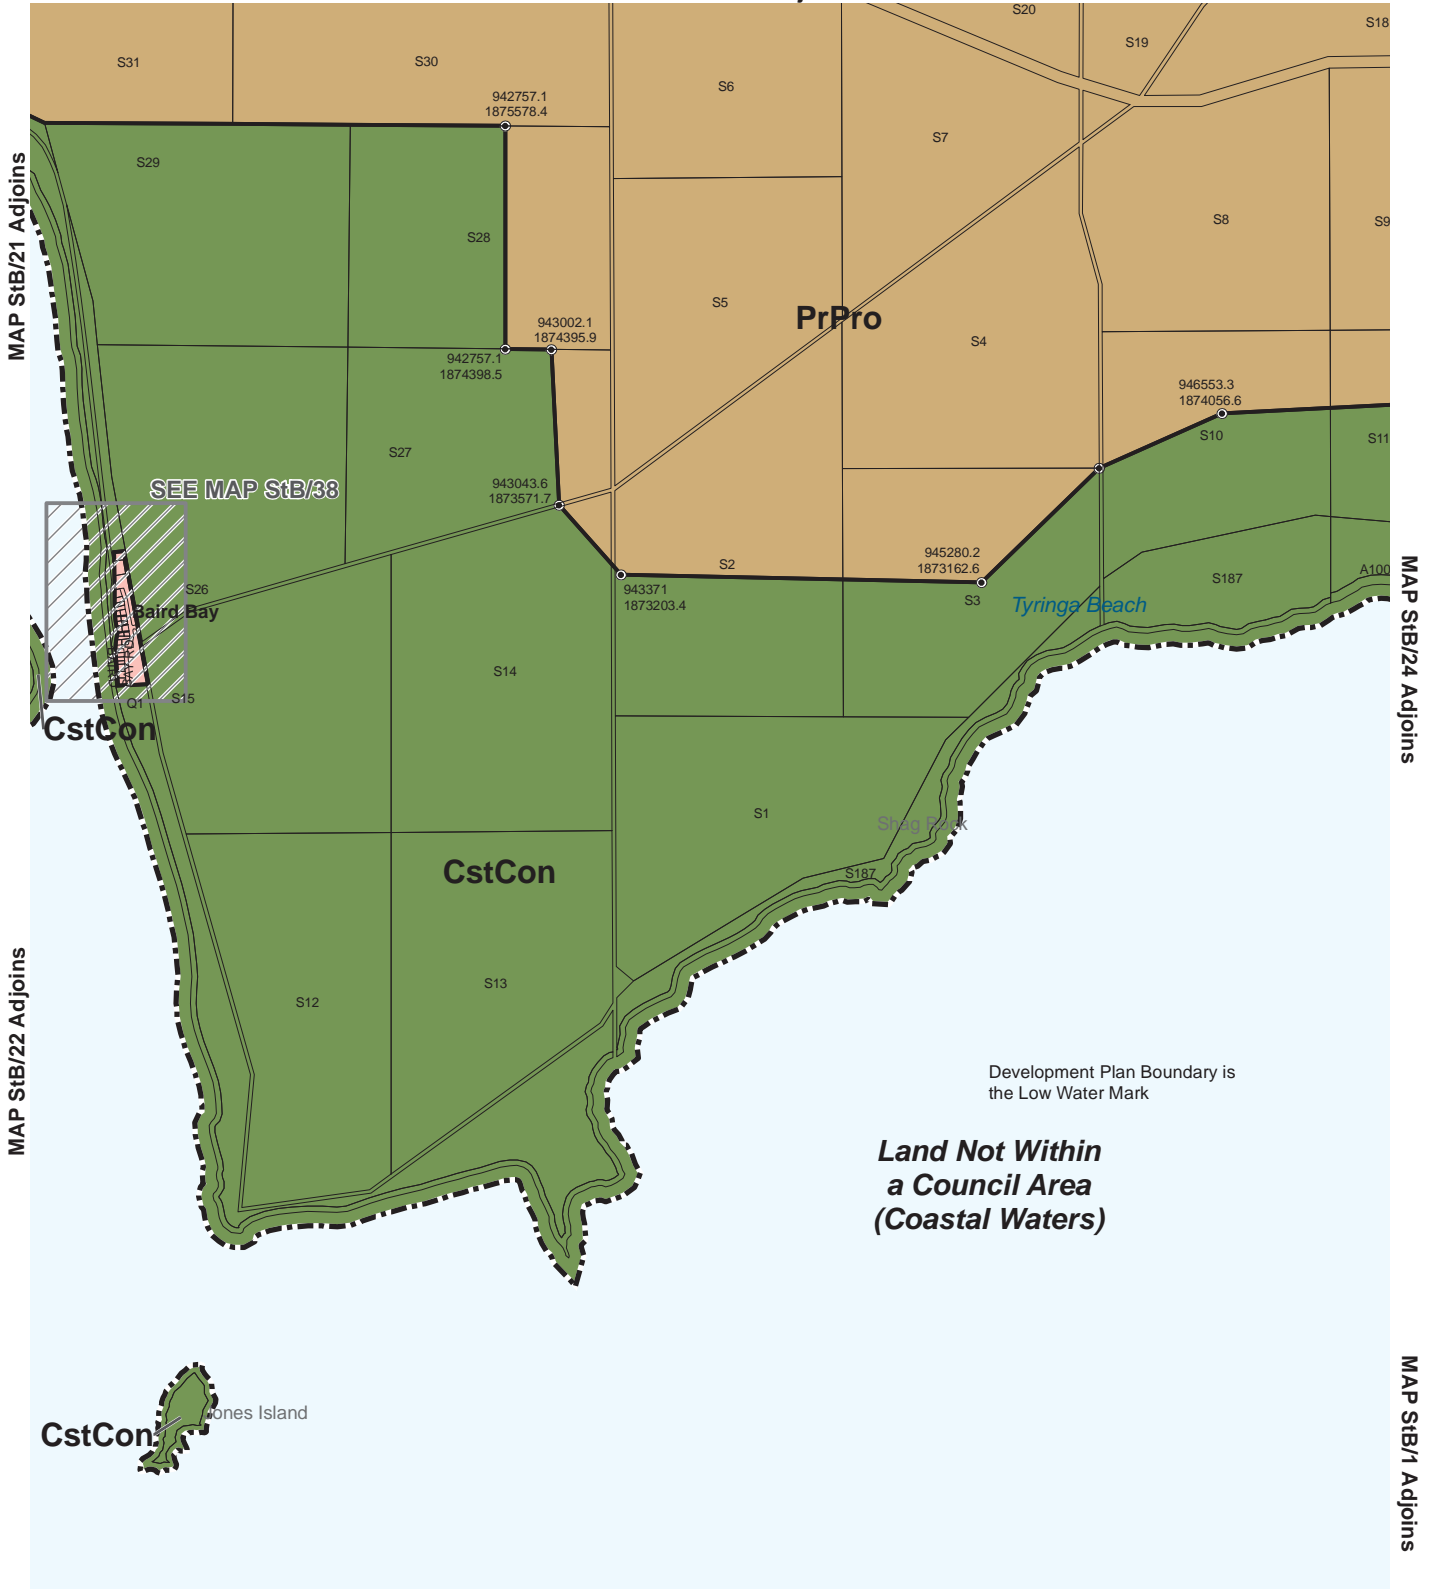 S20
S18
S19
S31
S30
S6
942757.1
1875578.4
S7
S29
S8
S9
S28
MAP StB/21 Adjoins
S5
PrPro
943002.1
1874395.9
S4
942757.1
1874398.5
946553.3
1874056.6
S10
S11
S27
SEE MAP StB/38
943043.6
1873571.7
945280.2
1873162.6
S2
A100
S187
S26
943371
1873203.4
S3
Tyringa Beach
Baird Bay
MAP StB/24 Adjoins
S14
S15
Q1
CstCon
S1
Shag Rock
CstCon
S187
S13
S12
MAP StB/22 Adjoins
Development Plan Boundary is
the Low Water Mark
Land Not Within
a Council Area
(Coastal Waters)
ones Island
CstCon
MAP StB/1 Adjoins